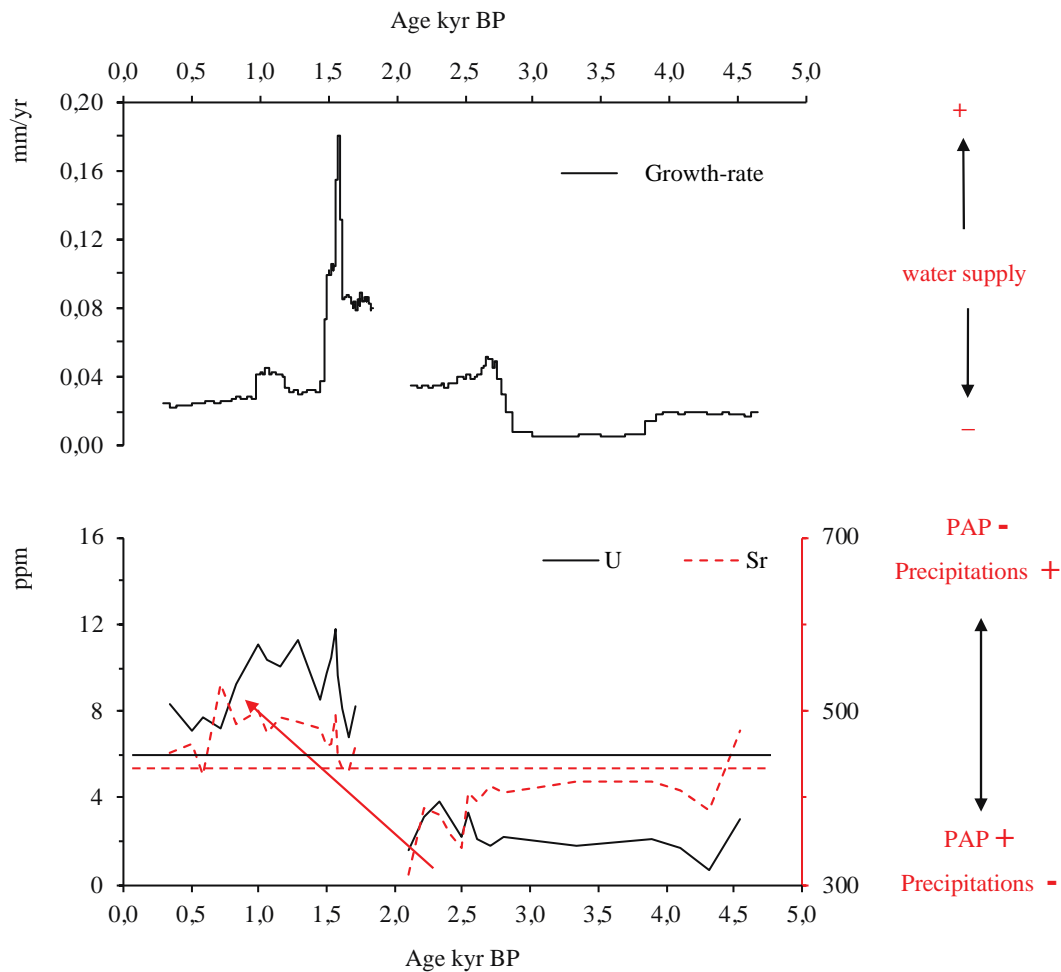 Age kyr BP
0,0 0,5 1,0 1,5 2,0 2,5 3,0 3,5 4,0 4,5 5,0
mm/yr
0,20
0,16
0,12
0,08
0,04
0,00
Growth-rate
+
water supply
–
ppm
16
12
8
4
0
U Sr
700
500
300
0,0 0,5 1,0 1,5 2,0 2,5 3,0 3,5 4,0 4,5 5,0
Age kyr BP
PAP -
Precipitations +
PAP +
Precipitations -